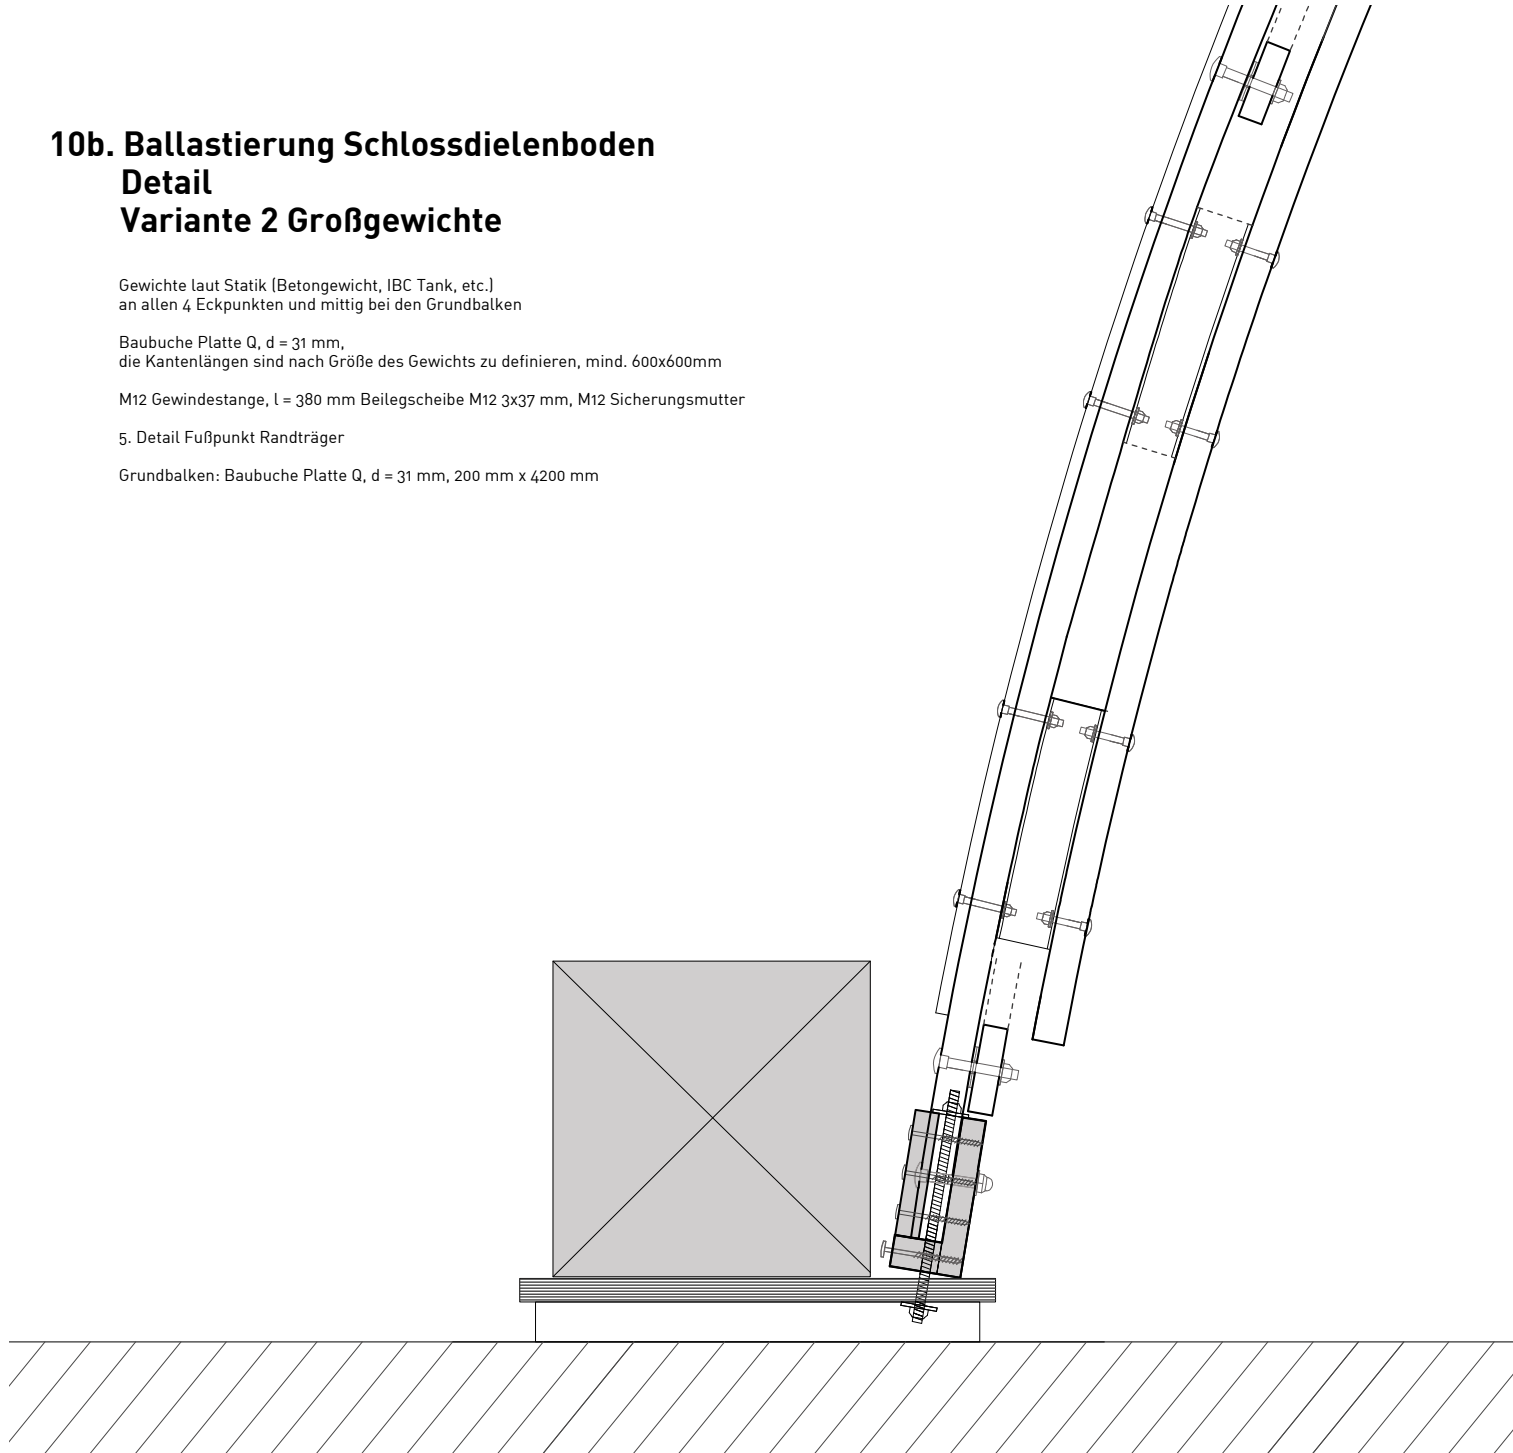 10b. Ballastierung Schlossdielenboden
Detail
Variante 2 Großgewichte
Gewichte laut Statik (Betongewicht, IBC Tank, etc.)
an allen 4 Eckpunkten und mittig bei den Grundbalken
Baubuche Platte Q, d = 31 mm,
die Kantenlängen sind nach Größe des Gewichts zu definieren, mind. 600x600mm
M12 Gewindestange, l = 380 mm Beilegscheibe M12 3x37 mm, M12 Sicherungsmutter
5. Detail Fußpunkt Randträger
Grundbalken: Baubuche Platte Q, d = 31 mm, 200 mm x 4200 mm